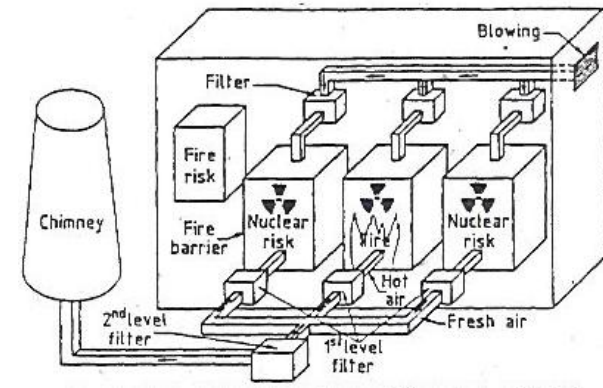 Blowing
Filter
Fire
risk
Chimney
Fire
barrier
Nuclear
risk
Fire
Nuclear
risk
Hot
air
Fresh air
2nd level
filter
1st level
filter